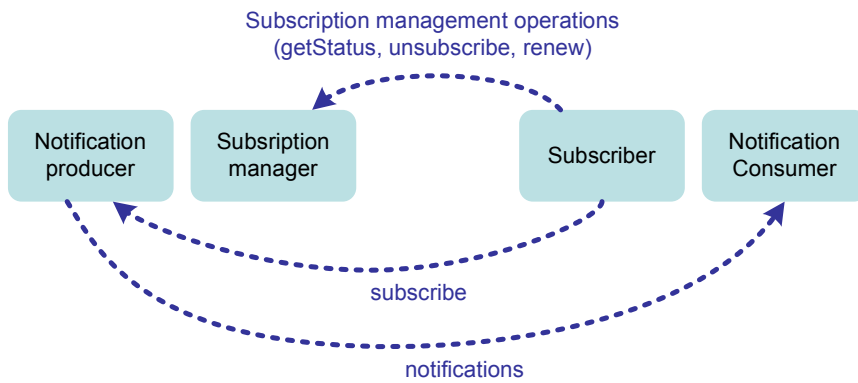 Subscription management operations
(getStatus, unsubscribe, renew)
Notification
producer
Subsription
manager
Subscriber
Notification
Consumer
subscribe
notifications